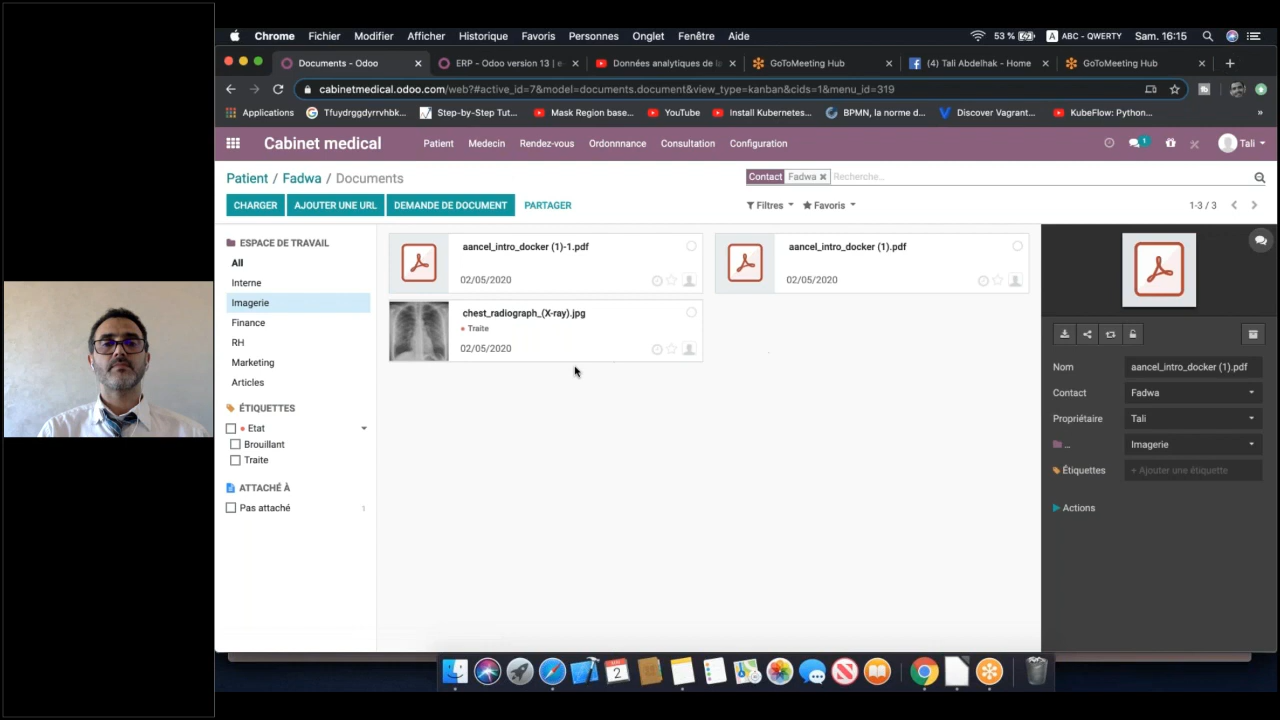 Chrome Fichier Modifier Afficher Historique Favoris Personnes Onglet Fenêtre Aide 53 % A ABC - QWERTY Sam. 16:15
Documents - Odoo ERP - Odoo version 13 | e Données analytiques de la GoToMeeting Hub (4) Tali Abdelhak - Home GoToMeeting Hub
cabinetmedical.odoo.com/web?#active_id=7&model=documents.document&view_type=kanban&cids=1&menu_id=319
Applications Tfuydrggdyrrvhbk... Step-by-Step Tut... Mask Region base... YouTube Install Kubernetes... BPMN, la norme d... Discover Vagrant... KubeFlow: Python... »
Cabinet medical Patient Medecin Rendez-vous Ordonnnance Consultation Configuration 1 Tali
Patient / Fadwa / Documents
Contact Fadwa Recherche...
CHARGER AJOUTER UNE URL DEMANDE DE DOCUMENT PARTAGER
Filtres Favoris 1-3 / 3
ESPACE DE TRAVAIL
All
Interne
Imagerie
Finance
RH
Marketing
Articles
ÉTIQUETTES
Etat
Brouillant
Traite
ATTACHÉ À
Pas attaché 1
aancel_intro_docker (1)-1.pdf
02/05/2020
aancel_intro_docker (1).pdf
02/05/2020
chest_radiograph_(X-ray).jpg
Traite
02/05/2020
Nom aancel_intro_docker (1).pdf
Contact Fadwa
Propriétaire Tali
.. Imagerie
Étiquettes + Ajouter une étiquette
Actions
2